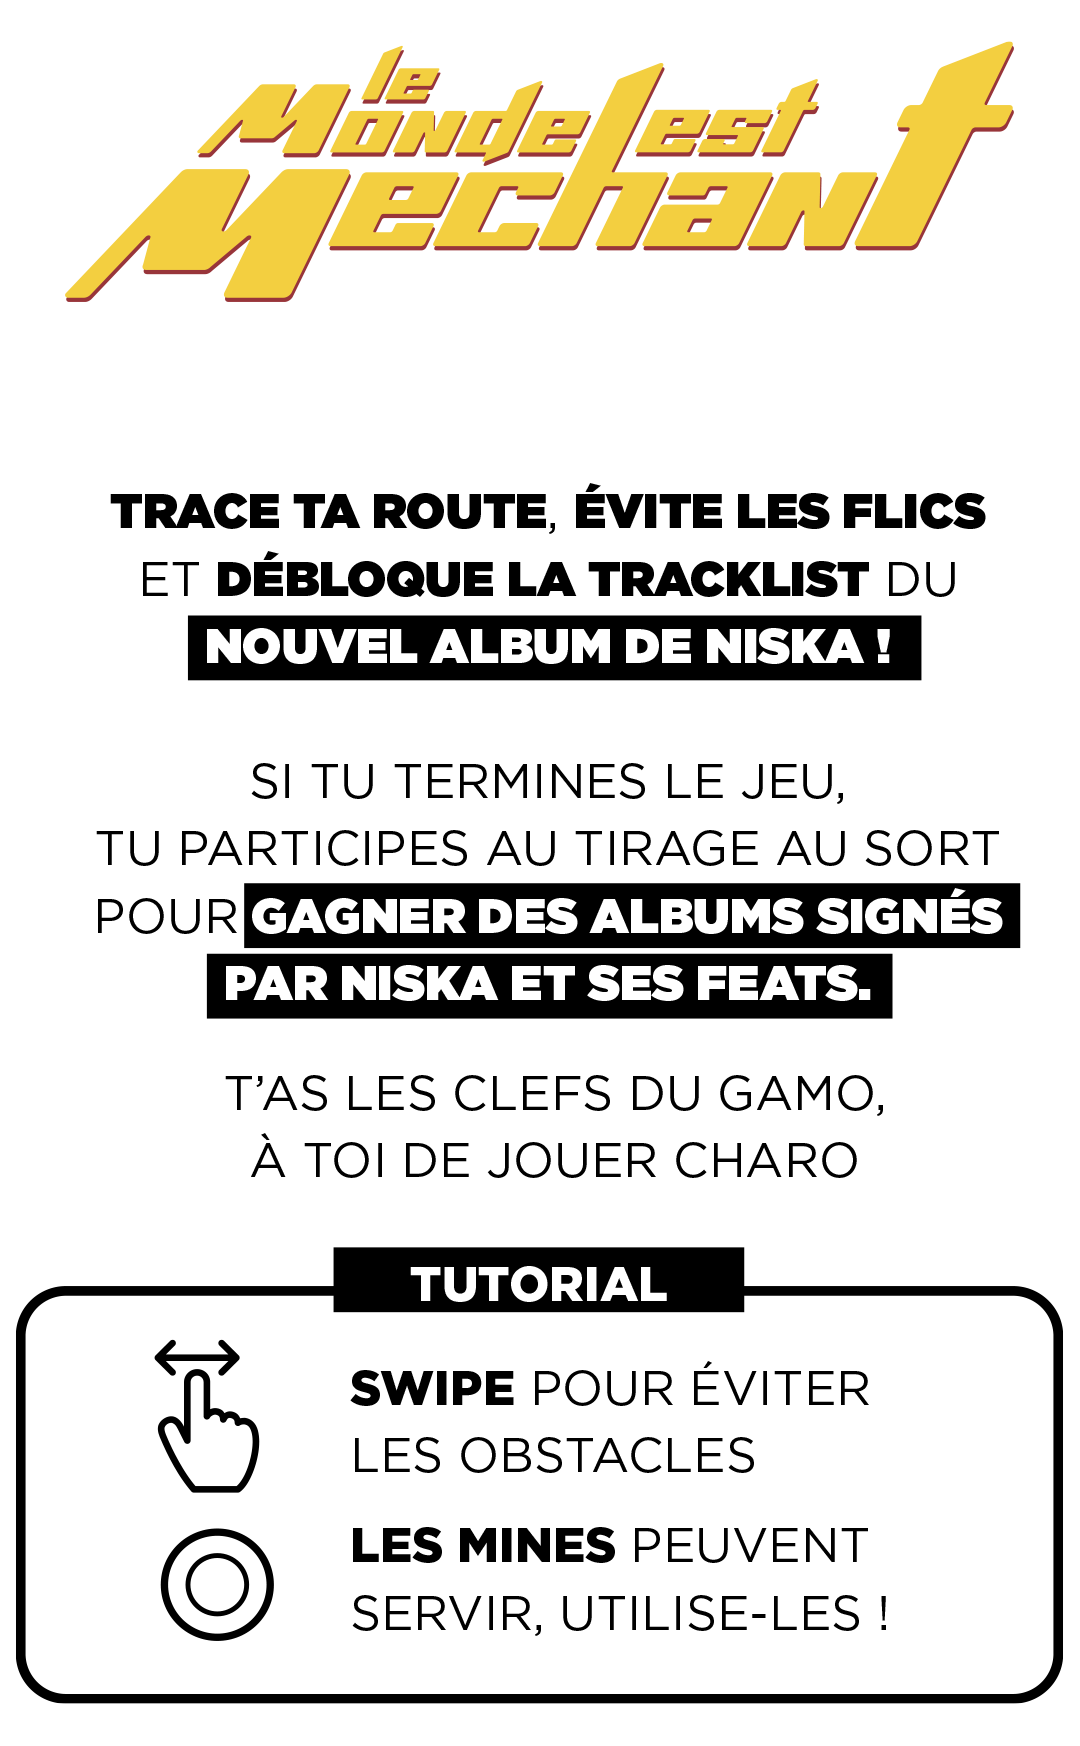 le
Monde est
Mechant
TRACE TA ROUTE, ÉVITE LES FLICS
ET DÉBLOQUE LA TRACKLIST DU
NOUVEL ALBUM DE NISKA !
SI TU TERMINES LE JEU,
TU PARTICIPES AU TIRAGE AU SORT
POUR GAGNER DES ALBUMS SIGNÉS
PAR NISKA ET SES FEATS.
T’AS LES CLEFS DU GAMO,
À TOI DE JOUER CHARO
TUTORIAL
SWIPE POUR ÉVITER
LES OBSTACLES
LES MINES PEUVENT
SERVIR, UTILISE-LES !